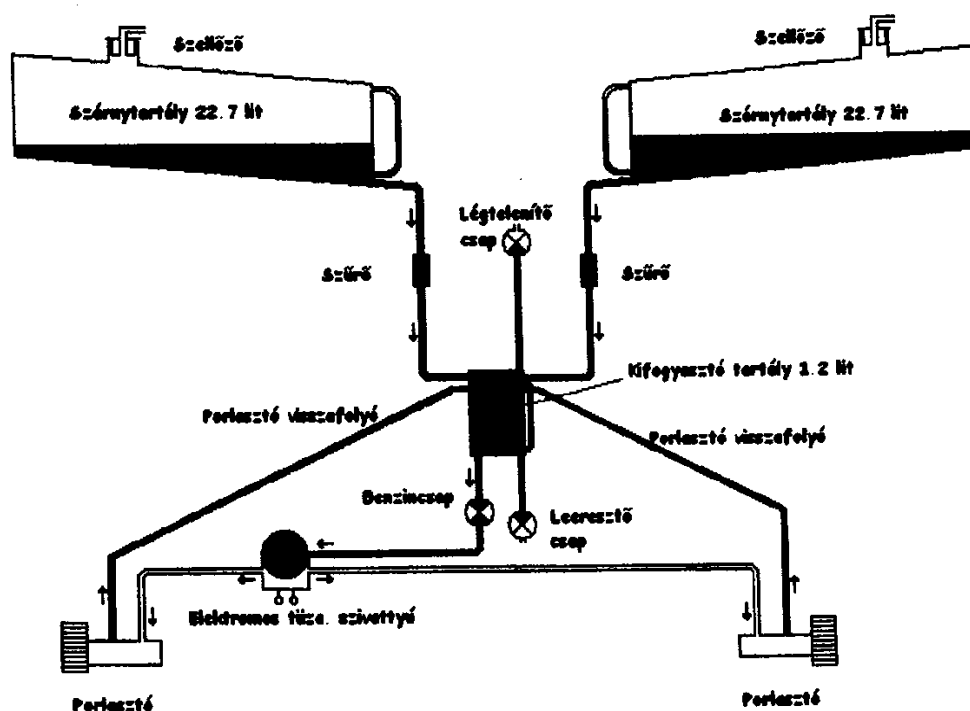 Szellőző
Szellőző
Szárnytartály 22.7 lit
Szárnytartály 22.7 lit
Légtelenítő
csap
Szűrő
Szűrő
Kifogyasztó tartály 1.2 lit
Porlasztó visszafolyó
Porlasztó visszafolyó
Benzincsap
Leeresztő
csap
Elektromos tüza. szivattyú
Porlasztó
Porlasztó